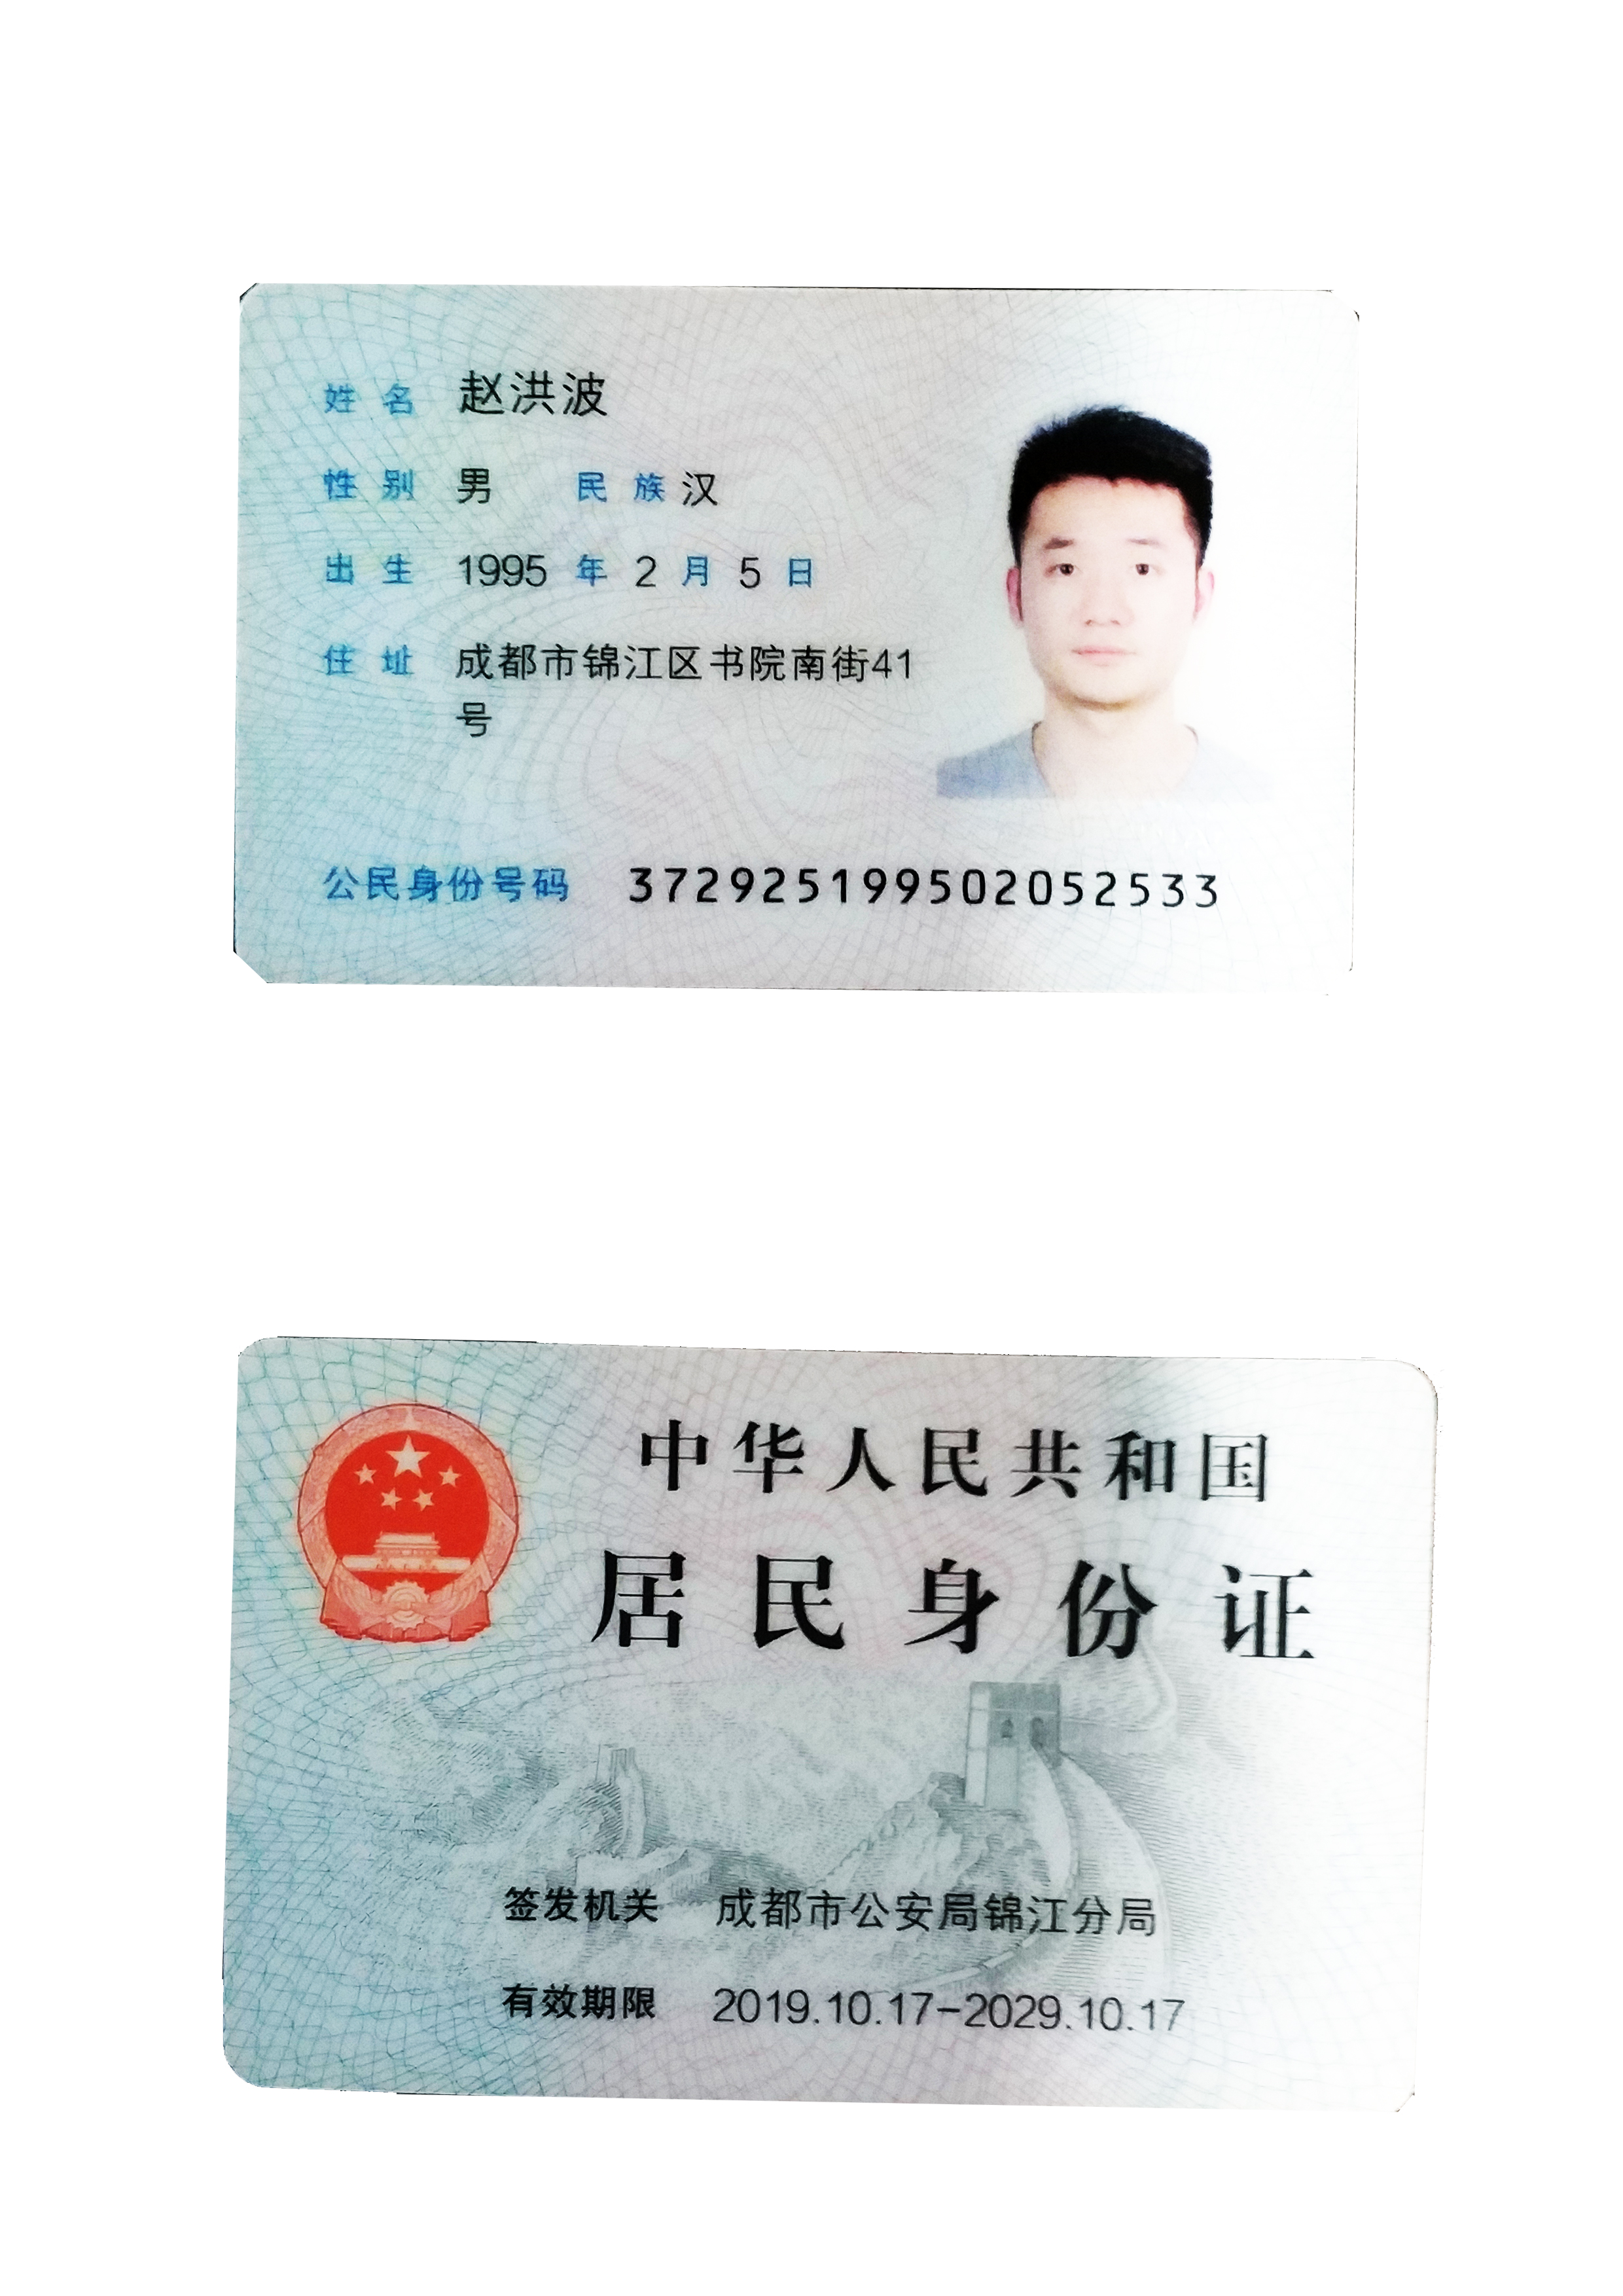 姓名 赵洪波
性别 男 民族 汉
出生 1995 年 2 月 5 日
住址 成都市锦江区书院南街41
号
公民身份号码 372925199502052533
中华人民共和国
居民身份证
签发机关 成都市公安局锦江分局
有效期限 2019.10.17-2029.10.17